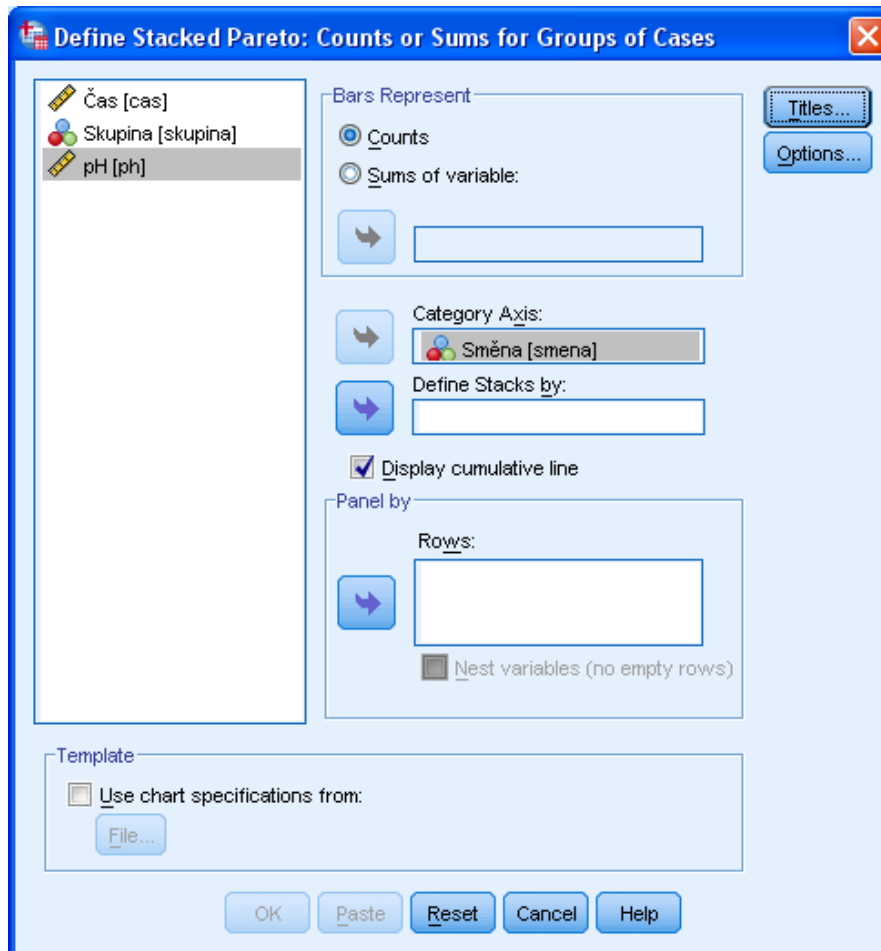 Define Stacked Pareto: Counts or Sums for Groups of Cases
Čas [cas]
Skupina [skupina]
pH [ph]
Bars Represent
Counts
Sums of variable:
Titles...
Options...
Category Axis:
Směna [smena]
Define Stacks by:
Display cumulative line
Panel by
Rows:
Nest variables (no empty rows)
Template
Use chart specifications from:
File...
OK Paste Reset Cancel Help